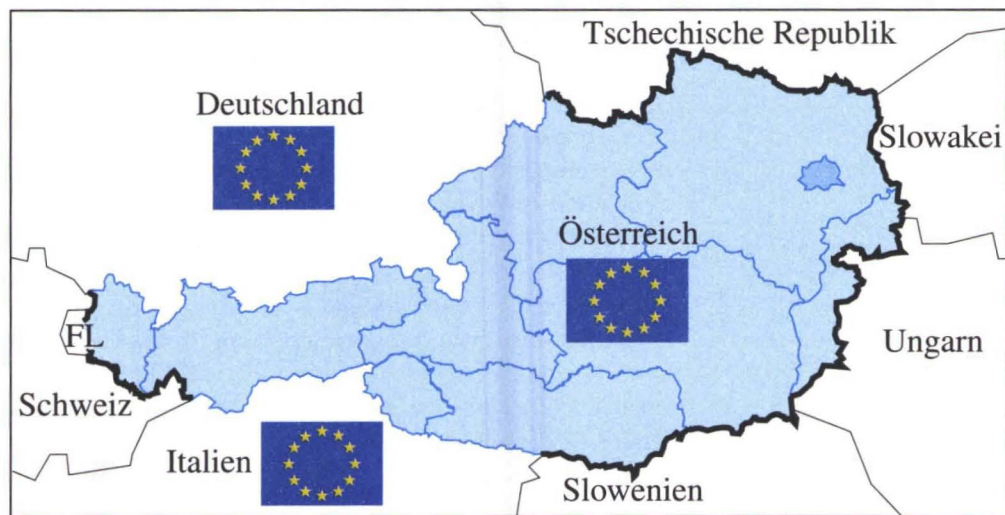 Tschechische Republik
Deutschland
Slowakei
Österreich
FL
Ungarn
Schweiz
Italien
Slowenien